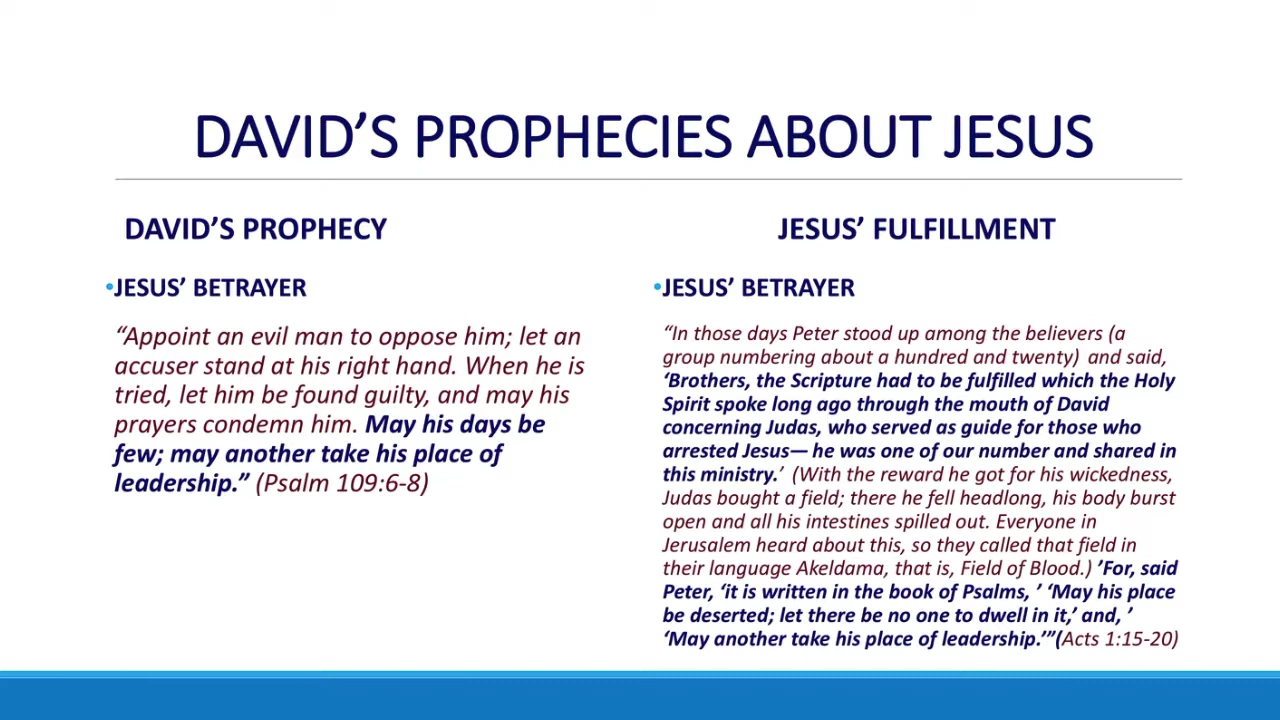 DAVID’S PROPHECIES ABOUT JESUS
DAVID’S PROPHECY
•JESUS’ BETRAYER
“Appoint an evil man to oppose him; let an
accuser stand at his right hand. When he is
tried, let him be found guilty, and may his
prayers condemn him. May his days be
few; may another take his place of
leadership.” (Psalm 109:6-8)
JESUS’ FULFILLMENT
•JESUS’ BETRAYER
“In those days Peter stood up among the believers (a
group numbering about a hundred and twenty) and said,
‘Brothers, the Scripture had to be fulfilled which the Holy
Spirit spoke long ago through the mouth of David
concerning Judas, who served as guide for those who
arrested Jesus— he was one of our number and shared in
this ministry.’ (With the reward he got for his wickedness,
Judas bought a field; there he fell headlong, his body burst
open and all his intestines spilled out. Everyone in
Jerusalem heard about this, so they called that field in
their language Akeldama, that is, Field of Blood.) ’For, said
Peter, ‘it is written in the book of Psalms, ’ ‘May his place
be deserted; let there be no one to dwell in it,’ and, ’
‘May another take his place of leadership.’”(Acts 1:15-20)